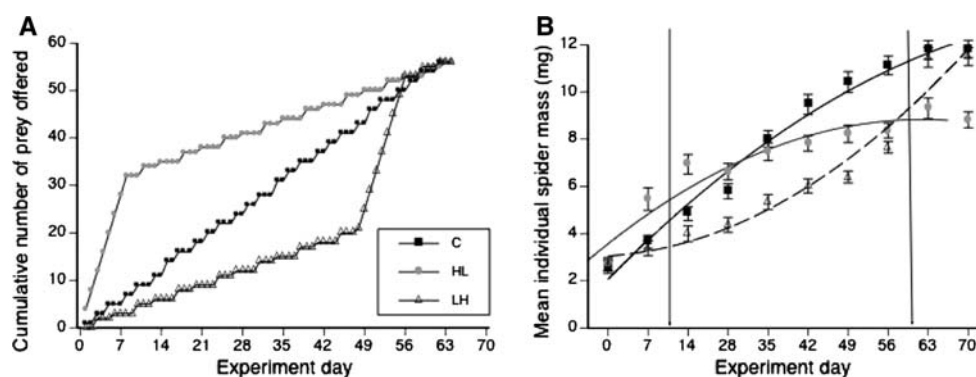 A
Cumulative number of prey offered
60
50
40
30
20
10
0
0 7 14 21 28 35 42 49 56 63 70
Experiment day
C
HL
LH
B
Mean individual spider mass (mg)
12
10
8
6
4
2
0
0 7 14 28 35 42 49 56 63 70
Experiment day